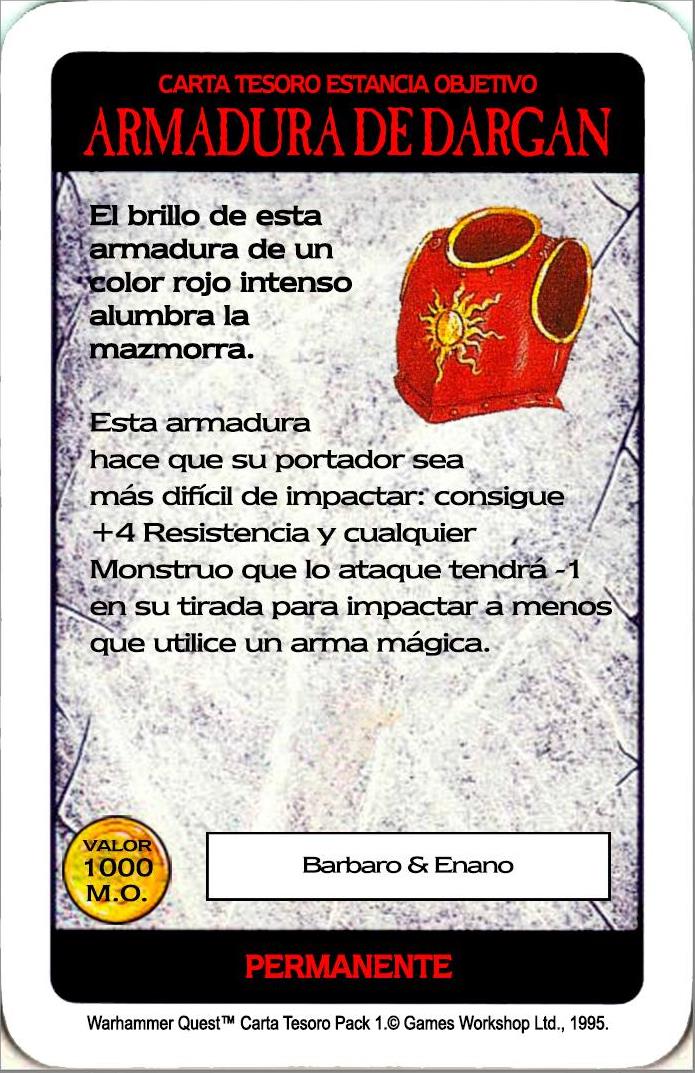 CARTA TESORO ESTANCIA OBJETIVO
ARMADURA DE DARGAN
El brillo de esta
armadura de un
color rojo intenso
alumbra la
mazmorra.
Esta armadura
hace que su portador sea
más difícil de impactar: consigue
+4 Resistencia y cualquier
Monstruo que lo ataque tendrá -1
en su tirada para impactar a menos
que utilice un arma mágica.
VALOR
1000
M.O.
Barbaro & Enano
PERMANENTE
Warhammer Quest™ Carta Tesoro Pack 1.© Games Workshop Ltd., 1995.